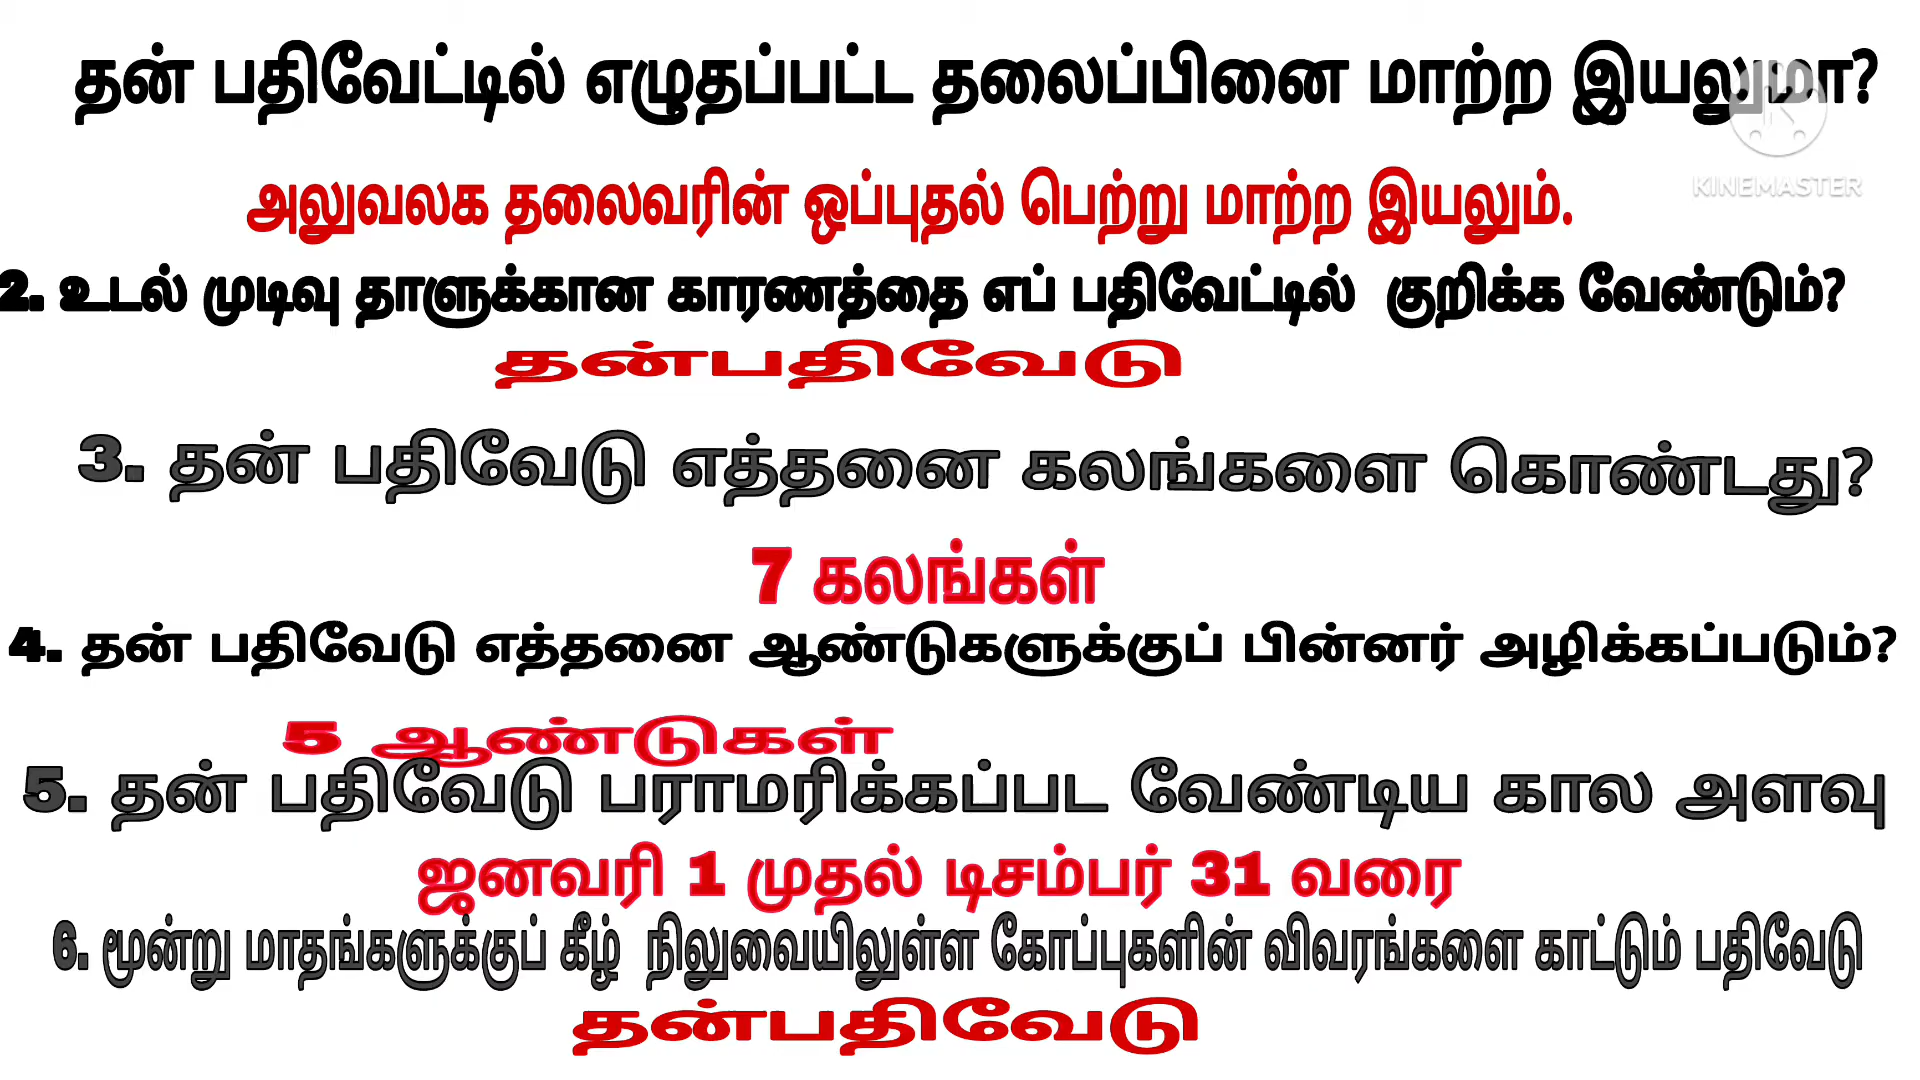 தன் பதிவேட்டில் எழுதப்பட்ட தலைப்பினை மாற்ற இயலுமா?
அலுவலக தலைவரின் ஒப்புதல் பெற்று மாற்ற இயலும்.
KINEMASTER
2. உடல் முடிவு தாளுக்கான காரணத்தை எப் பதிவேட்டில் குறிக்க வேண்டும்?
தன்பதிவேடு
3. தன் பதிவேடு எத்தனை கலங்களை கொண்டது?
7 கலங்கள்
4. தன் பதிவேடு எத்தனை ஆண்டுகளுக்குப் பின்னர் அழிக்கப்படும்?
5 ஆண்டுகள்
5. தன் பதிவேடு பராமரிக்கப்பட வேண்டிய கால அளவு
ஜனவரி 1 முதல் டிசம்பர் 31 வரை
6. மூன்று மாதங்களுக்குப் கீழ் நிலுவையிலுள்ள கோப்புகளின் விவரங்களை காட்டும் பதிவேடு
தன்பதிவேடு